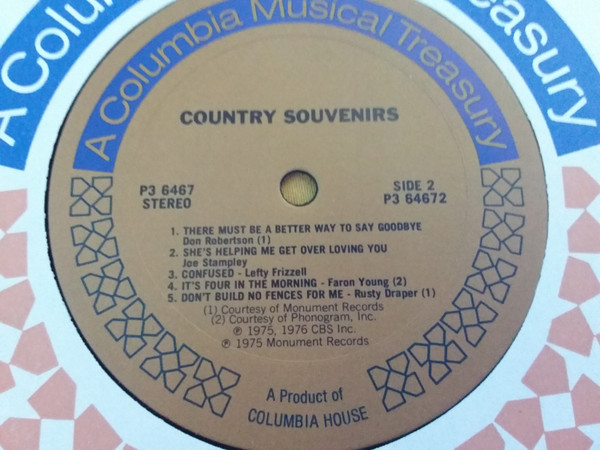 A Columbia Musical Treasury
COUNTRY SOUVENIRS
P3 6467
STEREO
SIDE 2
P3 64672
1. THERE MUST BE A BETTER WAY TO SAY GOODBYE
Don Robertson (1)
2. SHE'S HELPING ME GET OVER LOVING YOU
Joe Stampley
3. CONFUSED - Lefty Frizzell
4. IT'S FOUR IN THE MORNING - Faron Young (2)
5. DON'T BUILD NO FENCES FOR ME - Rusty Draper (1)
(1) Courtesy of Monument Records
(2) Courtesy of Phonogram, Inc.
℗ 1975, 1976 CBS Inc.
℗ 1975 Monument Records
A Product of
COLUMBIA HOUSE